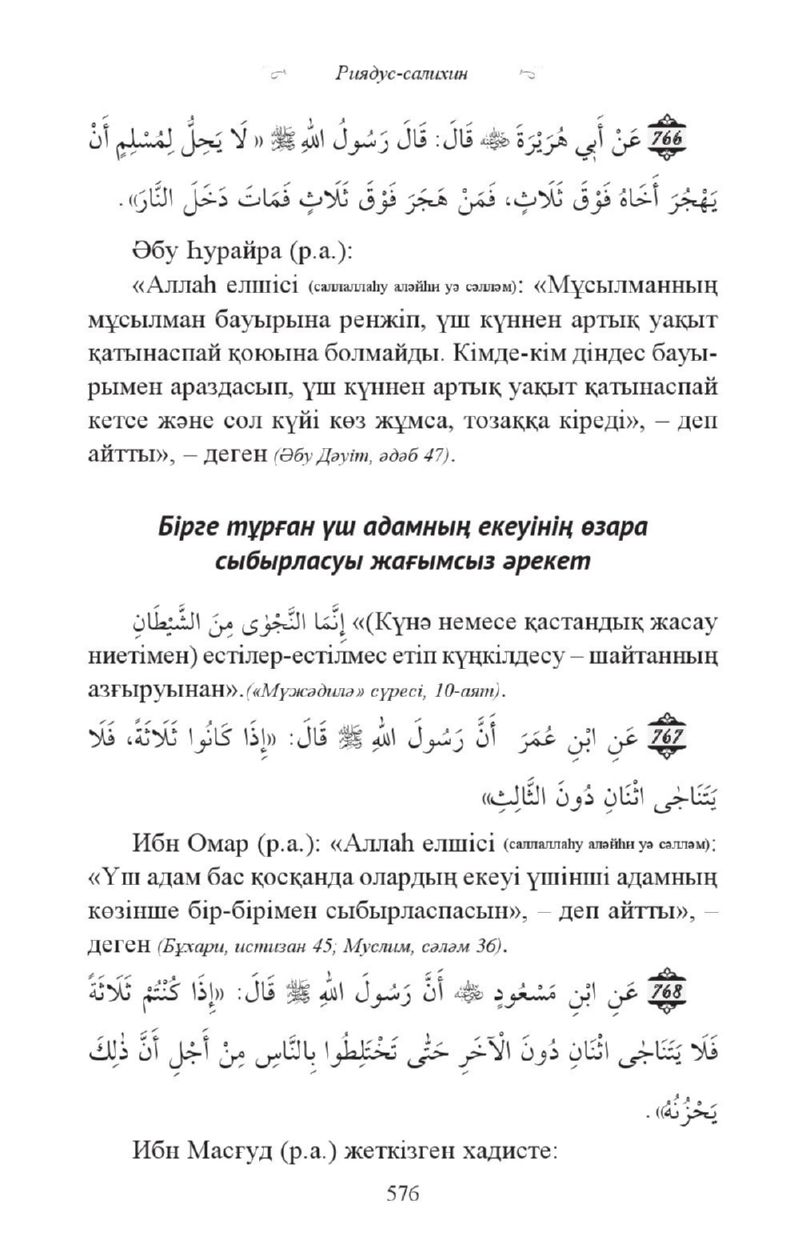 Риядус-салихин
766 عَنْ أَبِي هُرَيْرَةَ ﷺ قَالَ: قَالَ رَسُولُ اللهِ ﷺ « لَا يَحِلُّ لِمُسْلِمٍ أَنْ
يَهْجُرَ أَخَاهُ فَوْقَ ثَلَاثٍ، فَمَنْ هَجَرَ فَوْقَ ثَلَاثٍ فَمَاتَ دَخَلَ النَّارَ».
Әбу Һурайра (р.а.):
«Аллаһ елшісі (саллаллаһу аләйһи уә сәлләм): «Мұсылманның
мұсылман бауырына ренжіп, үш күннен артық уақыт
қатынаспай қоюына болмайды. Кімде-кім діндес бауы-
рымен араздасып, үш күннен артық уақыт қатынаспай
кетсе және сол күйі көз жұмса, тозаққа кіреді», – деп
айтты», – деген (Әбу Дәуіт, әдәб 47).
Бірге тұрған үш адамның екеуінің өзара
сыбырласуы жағымсыз әрекет
إِنَّمَا النَّجْوٰى مِنَ الشَّيْطَانِ «(Күнә немесе қастандық жасау
ниетімен) естілер-естілмес етіп күңкілдесу – шайтанның
азғыруынан».(«Мүжәдилә» сүресі, 10-аят).
767 عَنِ ابْنِ عُمَرَ أَنَّ رَسُولَ اللهِ ﷺ قَالَ: «إِذَا كَانُوا ثَلَاثَةً، فَلَا
يَتَنَاجٰى اثْنَانِ دُونَ الثَّالِثِ»
Ибн Омар (р.а.): «Аллаһ елшісі (саллаллаһу аләйһи уә сәлләм):
«Үш адам бас қосқанда олардың екеуі үшінші адамның
көзінше бір-бірімен сыбырласпасын», – деп айтты», –
деген (Бұхари, истизан 45; Муслим, сәләм 36).
768 عَنِ ابْنِ مَسْعُودٍ أَنَّ رَسُولَ اللهِ ﷺ قَالَ: «إِذَا كُنْتُمْ ثَلَاثَةً
فَلَا يَتَنَاجٰى اثْنَانِ دُونَ الْآخَرِ حَتّٰى تَخْتَلِطُوا بِالنَّاسِ مِنْ أَجْلِ أَنَّ ذٰلِكَ
يَحْزُنُهُ».
Ибн Масғуд (р.а.) жеткізген хадисте:
576